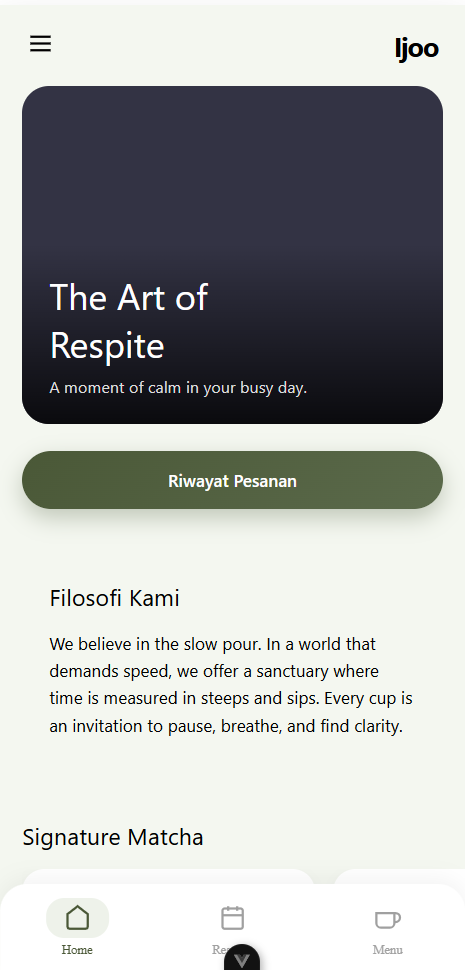 Ijoo
The Art of
Respite
A moment of calm in your busy day.
Riwayat Pesanan
Filosofi Kami
We believe in the slow pour. In a world that
demands speed, we offer a sanctuary where
time is measured in steeps and sips. Every cup is
an invitation to pause, breathe, and find clarity.
Signature Matcha
Home
Menu